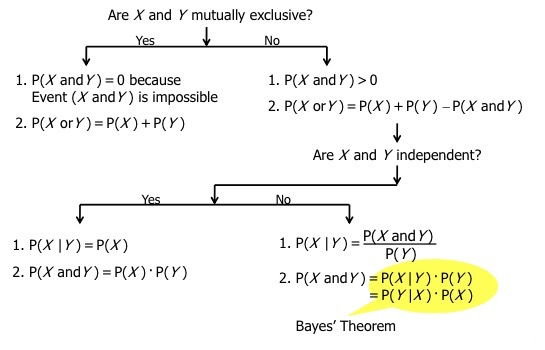 Are X and Y mutually exclusive?
Yes
No
1. P(X and Y) = 0 because
Event (X and Y) is impossible
2. P(X or Y) = P(X) + P(Y)
1. P(X and Y) > 0
2. P(X or Y) = P(X) + P(Y) – P(X and Y)
Are X and Y independent?
Yes
No
1. P(X | Y) = P(X)
2. P(X and Y) = P(X) · P(Y)
1. P(X | Y) = P(X and Y)
P(Y)
2. P(X and Y) = P(X | Y) · P(Y)
= P(Y | X) · P(X)
Bayes’ Theorem